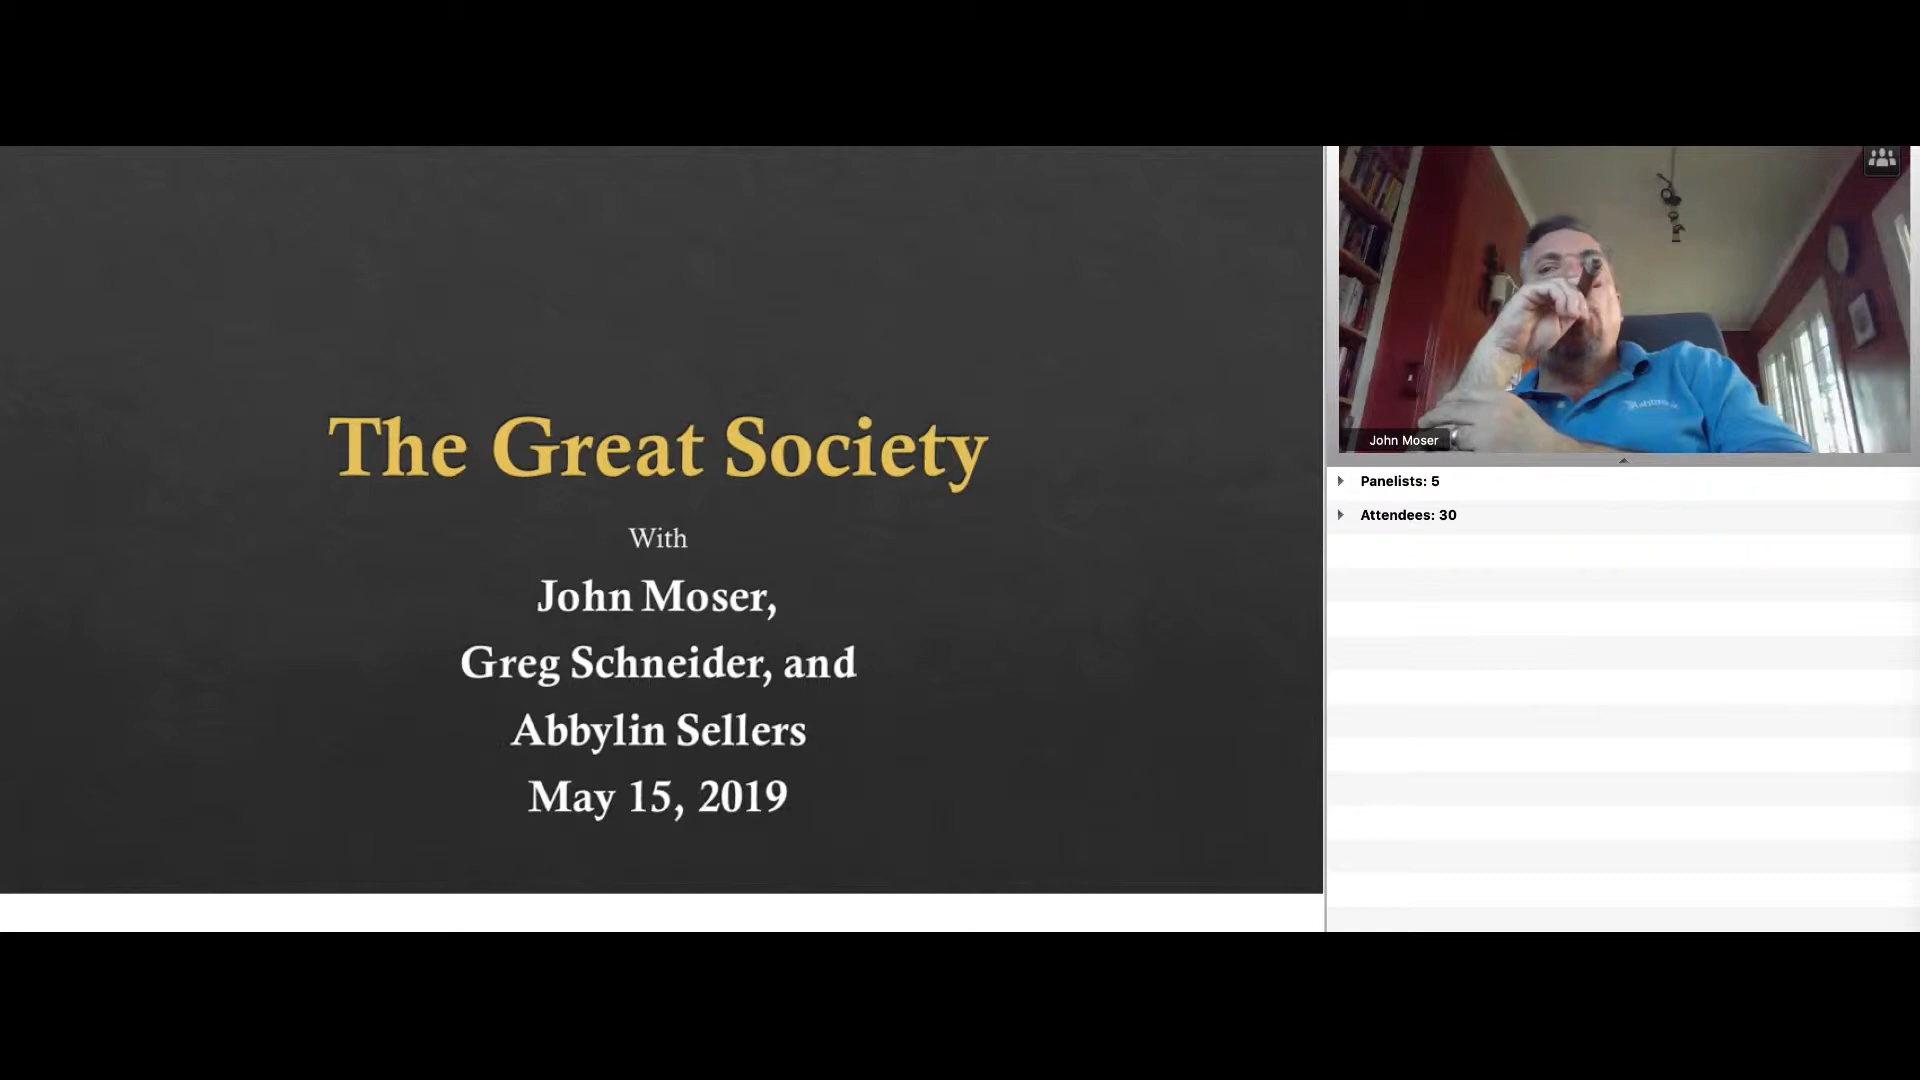 The Great Society
With
John Moser,
Greg Schneider, and
Abbylin Sellers
May 15, 2019
John Moser
Panelists: 5
Attendees: 30